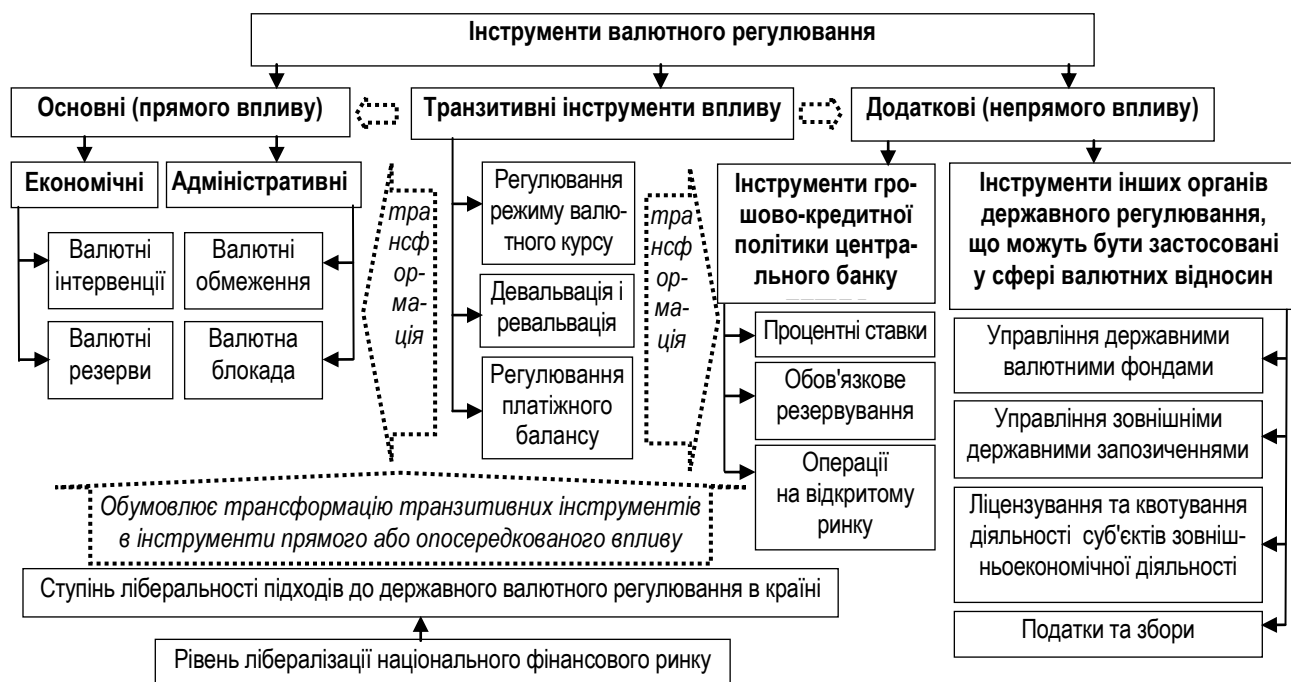 Інструменти валютного регулювання
Основні (прямого впливу)
Транзитивні інструменти впливу
Додаткові (непрямого впливу)
Економічні
Адміністративні
Валютні
інтервенції
Валютні
резерви
Валютні
обмеження
Валютна
блокада
тра
нсф
ор-
ма-
ція
Регулювання
режиму валю-
тного курсу
Девальвація і
ревальвація
Регулювання
платіжного
балансу
тра
нсф
ор-
ма-
ція
Інструменти гро-
шово-кредитної
політики центра-
льного банку
Процентні ставки
Обов'язкове
резервування
Операції
на відкритому
ринку
Інструменти інших органів
державного регулювання,
що можуть бути застосовані
у сфері валютних відносин
Управління державними
валютними фондами
Управління зовнішніми
державними запозиченнями
Ліцензування та квотування
діяльності суб'єктів зовніш-
ньоекономічної діяльності
Податки та збори
Обумовлює трансформацію транзитивних інструментів
в інструменти прямого або опосередкованого впливу
Ступінь ліберальності підходів до державного валютного регулювання в країні
Рівень лібералізації національного фінансового ринку